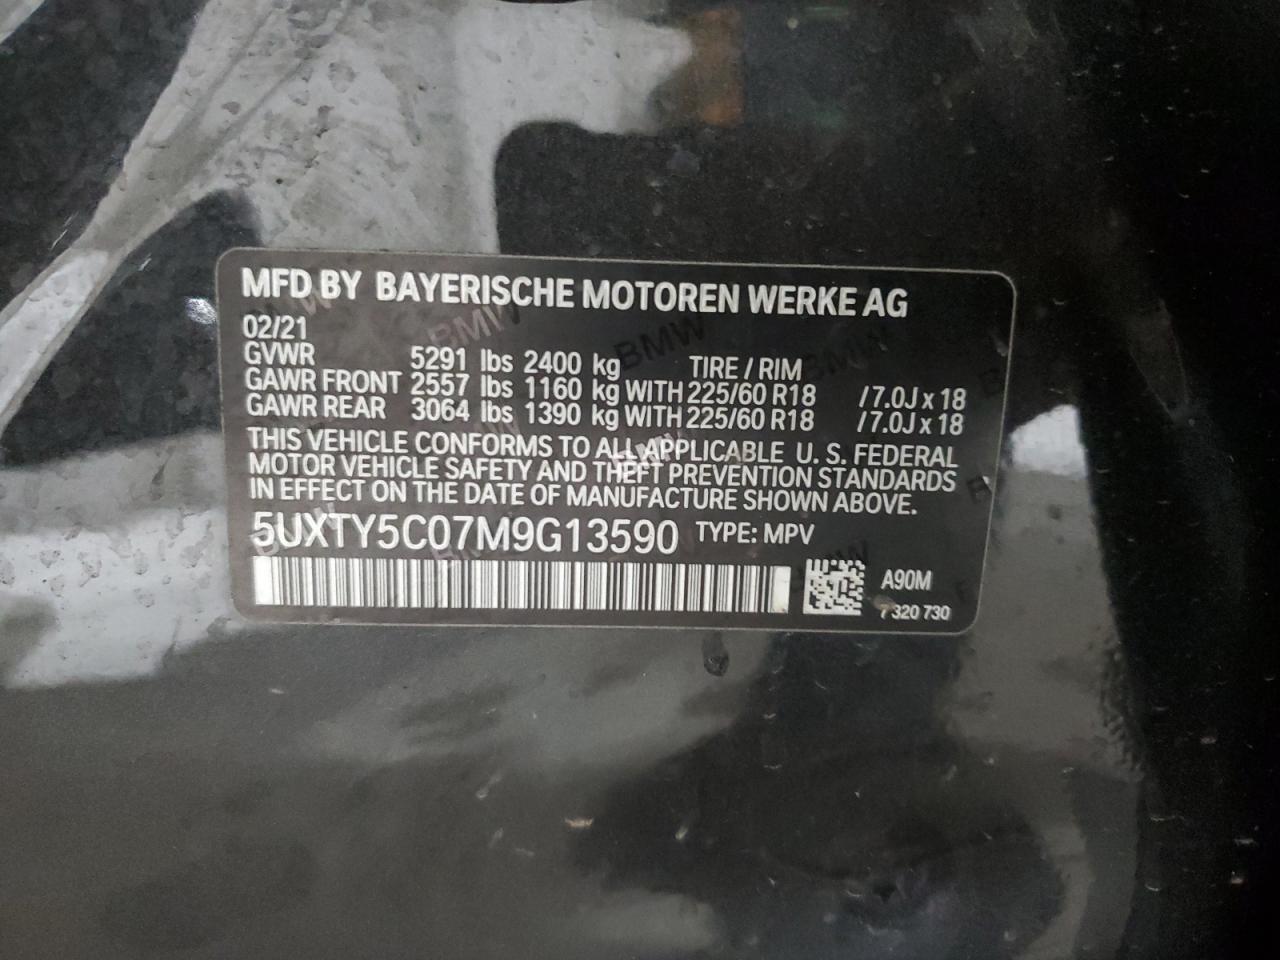 MFD BY BAYERISCHE MOTOREN WERKE AG
02/21
GVWR 5291 lbs 2400 kg TIRE / RIM
GAWR FRONT 2557 lbs 1160 kg WITH 225/60 R18 / 7.0J x 18
GAWR REAR 3064 lbs 1390 kg WITH 225/60 R18 / 7.0J x 18
THIS VEHICLE CONFORMS TO ALL APPLICABLE U. S. FEDERAL
MOTOR VEHICLE SAFETY AND THEFT PREVENTION STANDARDS
IN EFFECT ON THE DATE OF MANUFACTURE SHOWN ABOVE.
5UXTY5C07M9G13590 TYPE: MPV
A90M
7 320 730